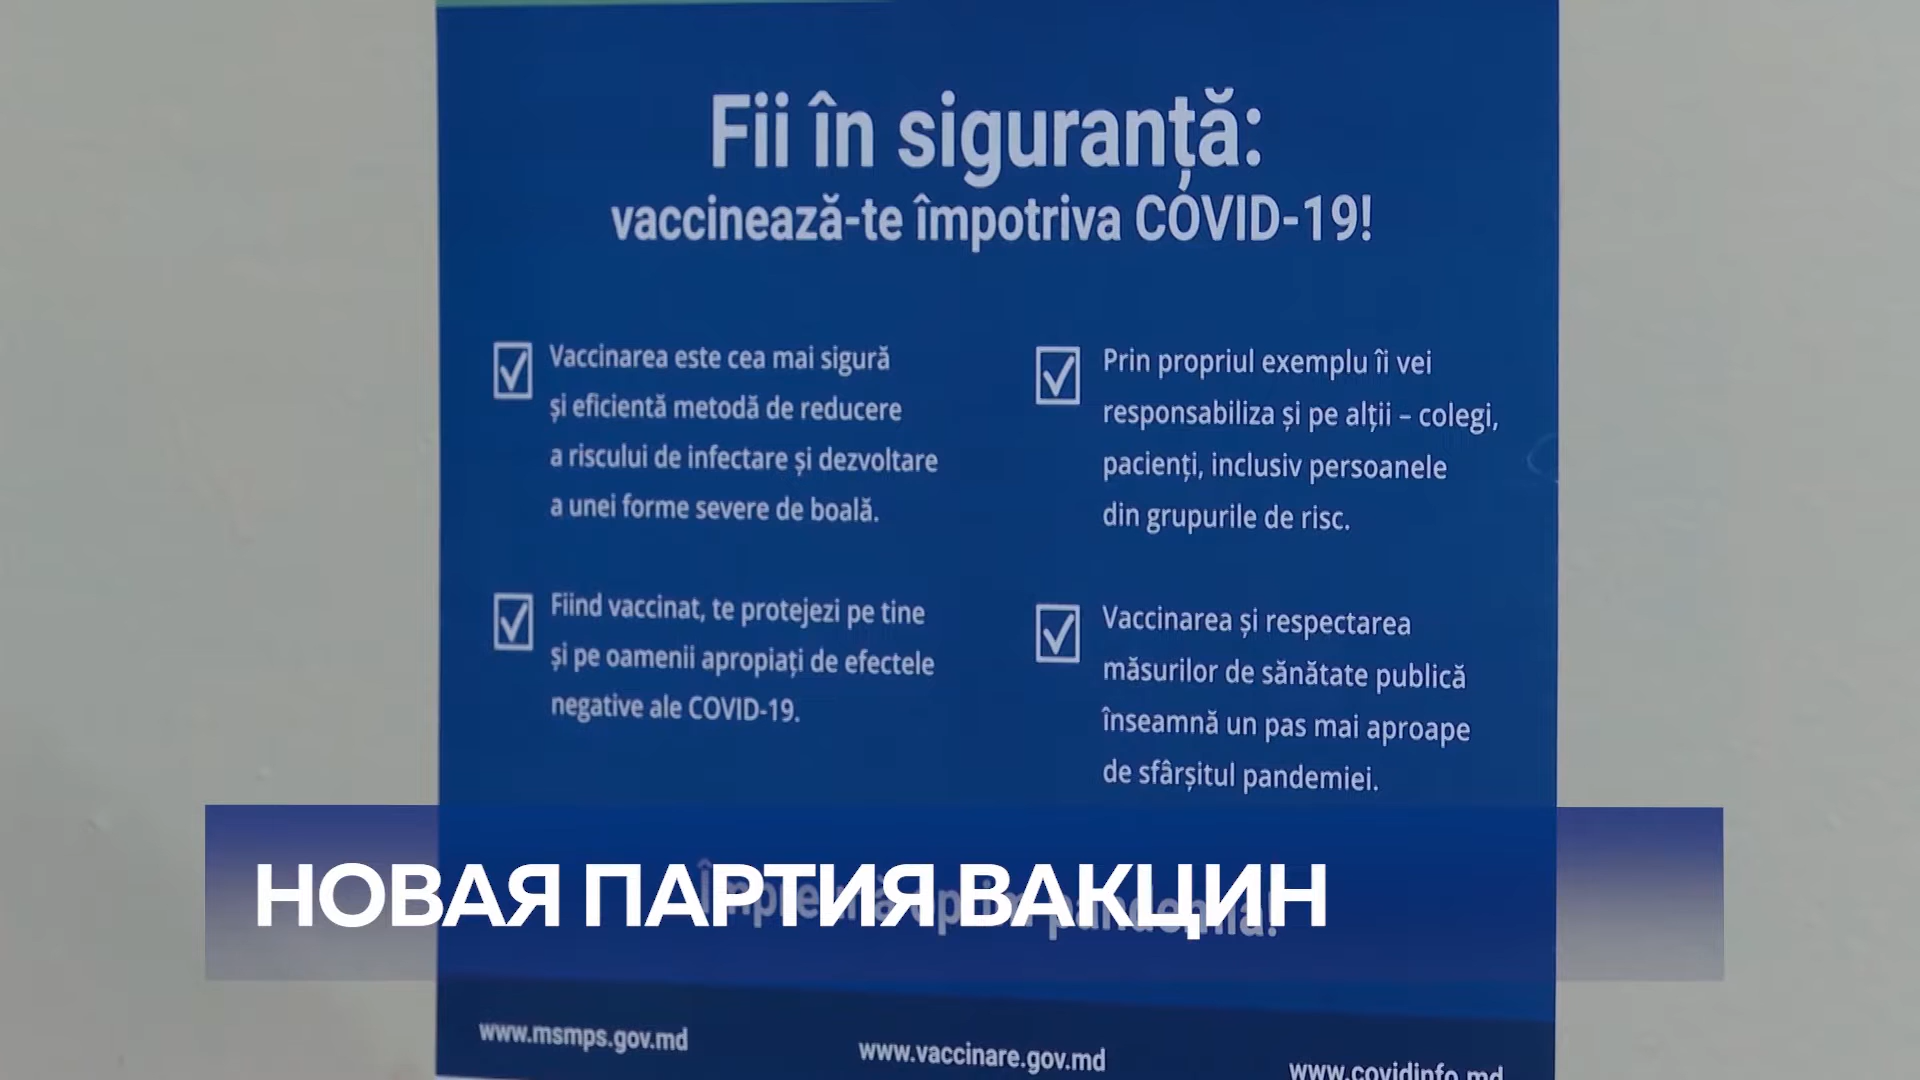 Fii în siguranță:
vaccinează-te împotriva COVID-19!
Vaccinarea este cea mai sigură
și eficientă metodă de reducere
a riscului de infectare și dezvoltare
a unei forme severe de boală.
Fiind vaccinat, te protejezi pe tine
și pe oamenii apropiați de efectele
negative ale COVID-19.
Prin propriul exemplu îi vei
responsabiliza și pe alții – colegi,
pacienți, inclusiv persoanele
din grupurile de risc.
Vaccinarea și respectarea
măsurilor de sănătate publică
înseamnă un pas mai aproape
de sfârșitul pandemiei.
НОВАЯ ПАРТИЯ ВАКЦИН
www.msmps.gov.md
www.vaccinare.gov.md
www.covidinfo.md